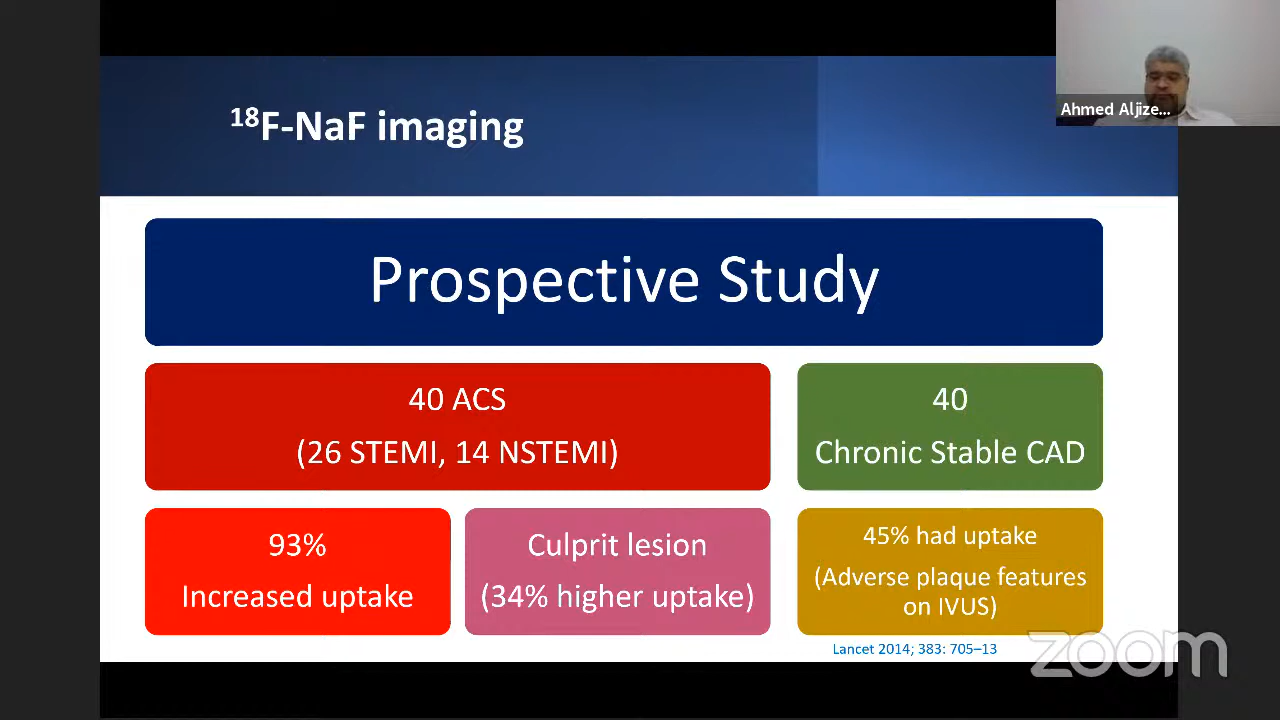 ¹⁸F-NaF imaging
Ahmed Aljize...
Prospective Study
40 ACS
(26 STEMI, 14 NSTEMI)
40
Chronic Stable CAD
93%
Increased uptake
Culprit lesion
(34% higher uptake)
45% had uptake
(Adverse plaque features
on IVUS)
Lancet 2014; 383: 705–13
zoom